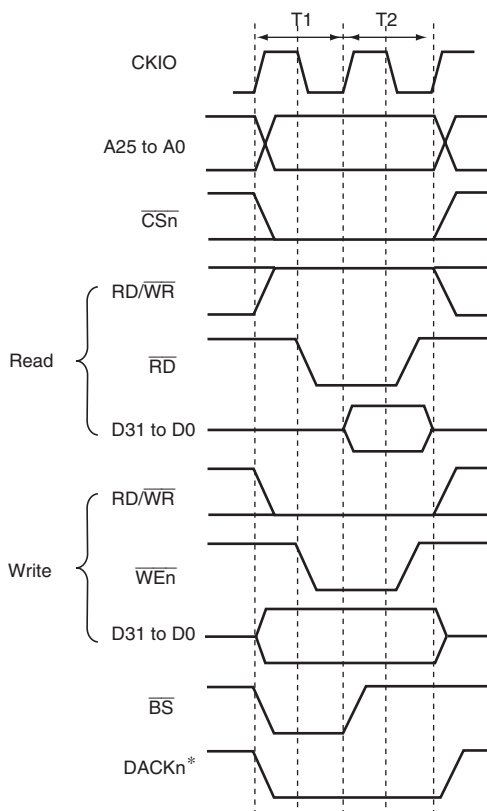 T1 T2
CKIO
A25 to A0
CSn
RD/WR
Read
RD
D31 to D0
RD/WR
Write
WEn
D31 to D0
BS
DACKn*